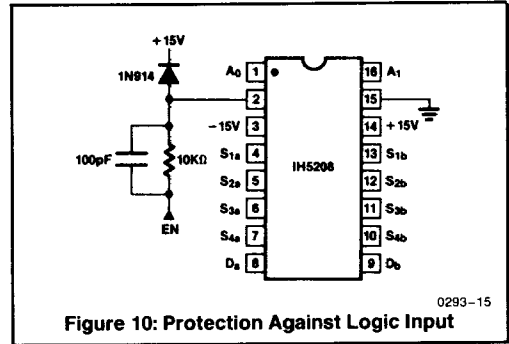 +15V
1N914
100pF
10KΩ
EN
A₀ 1
2
-15V 3
S₁ₐ 4
S₂ₐ 5
S₃ₐ 6
S₄ₐ 7
Dₐ 8
IH5208
16 A₁
15
14 +15V
13 S₁b
12 S₂b
11 S₃b
10 S₄b
9 Db
0293-15
Figure 10: Protection Against Logic Input